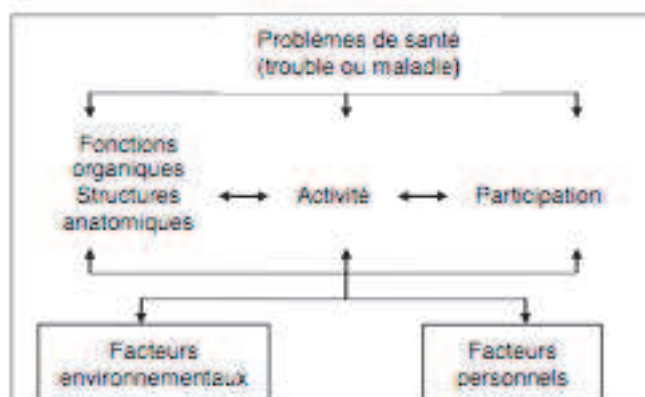 Problèmes de santé
(trouble ou maladie)
Fonctions
organiques
Structures
anatomiques
Activité
Participation
Facteurs
environnementaux
Facteurs
personnels